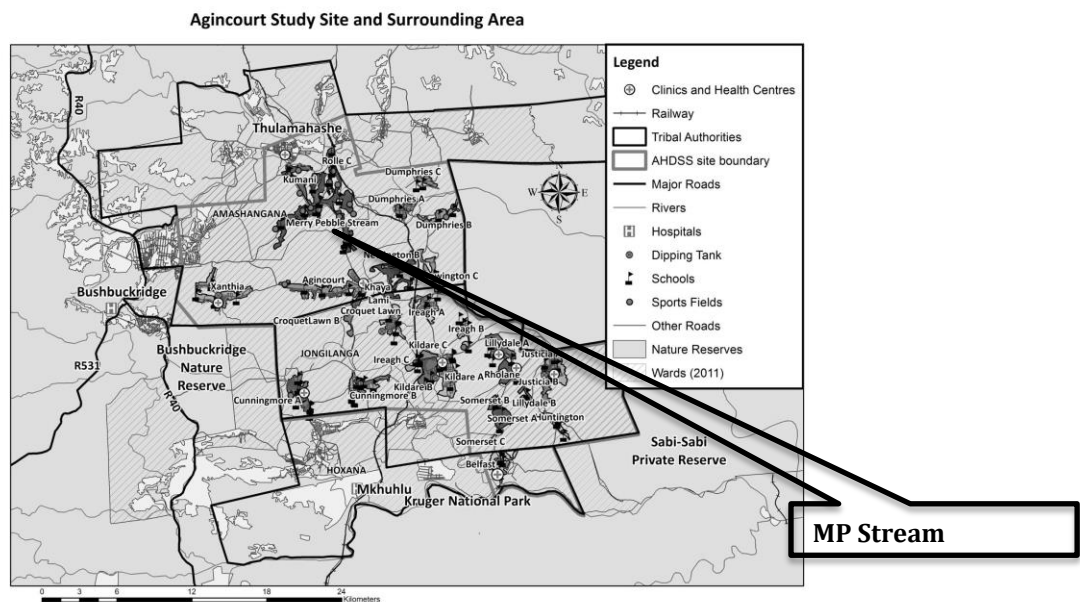 Agincourt Study Site and Surrounding Area
Legend
Clinics and Health Centres
Railway
Tribal Authorities
AHDSS site boundary
Major Roads
Rivers
Hospitals
Dipping Tank
Schools
Sports Fields
Other Roads
Nature Reserves
Wards (2011)
R40
Thulamahashe
Rolle C
Kumani
Dumphries C
N
W
E
S
Dumphries A
AMASHANGANA
Merry Pebble Stream
Dumphries B
Xanthia
Agincourt
Khaya
Lami
Bushbuckridge
H
Croquet Lawn
Ireagh A
CroquetLawn B
Ireagh B
Kildare C
Lillydale A
Justicia
Bushbuckridge
Nature
Reserve
JONGILANGA
Ireagh C
R531
Kildare A
Rholane
Kildare B
Justicia B
R 40
Cunningmore A
Cunningmore B
Somerset B
Lillydale B
Somerset A
Huntington
Somerset C
Sabi-Sabi
Private Reserve
Belfast
HOXANA
Mkhuhlu
Kruger National Park
MP Stream
0 3 6 12 18 24
Kilometers